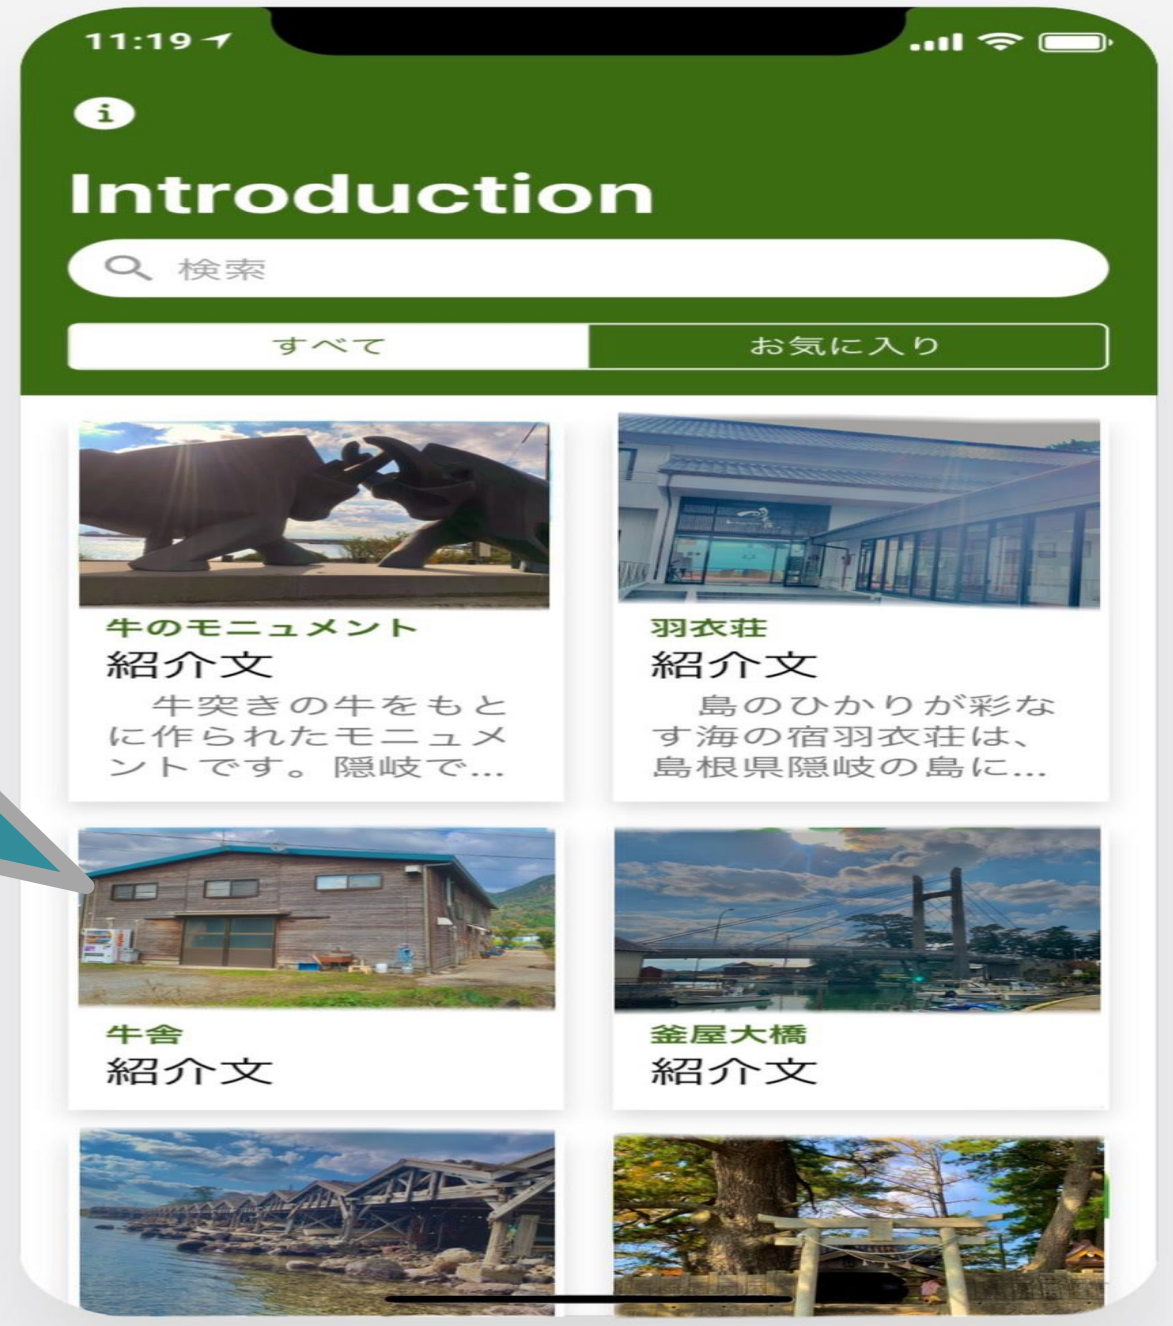 11:19
i
Introduction
検索
すべて
お気に入り
牛のモニュメント
紹介文
牛突きの牛をもと
に作られたモニュメ
ントです。隠岐で...
羽衣荘
紹介文
島のひかりが彩な
す海の宿羽衣荘は、
島根県隠岐の島に...
牛舎
紹介文
釜屋大橋
紹介文